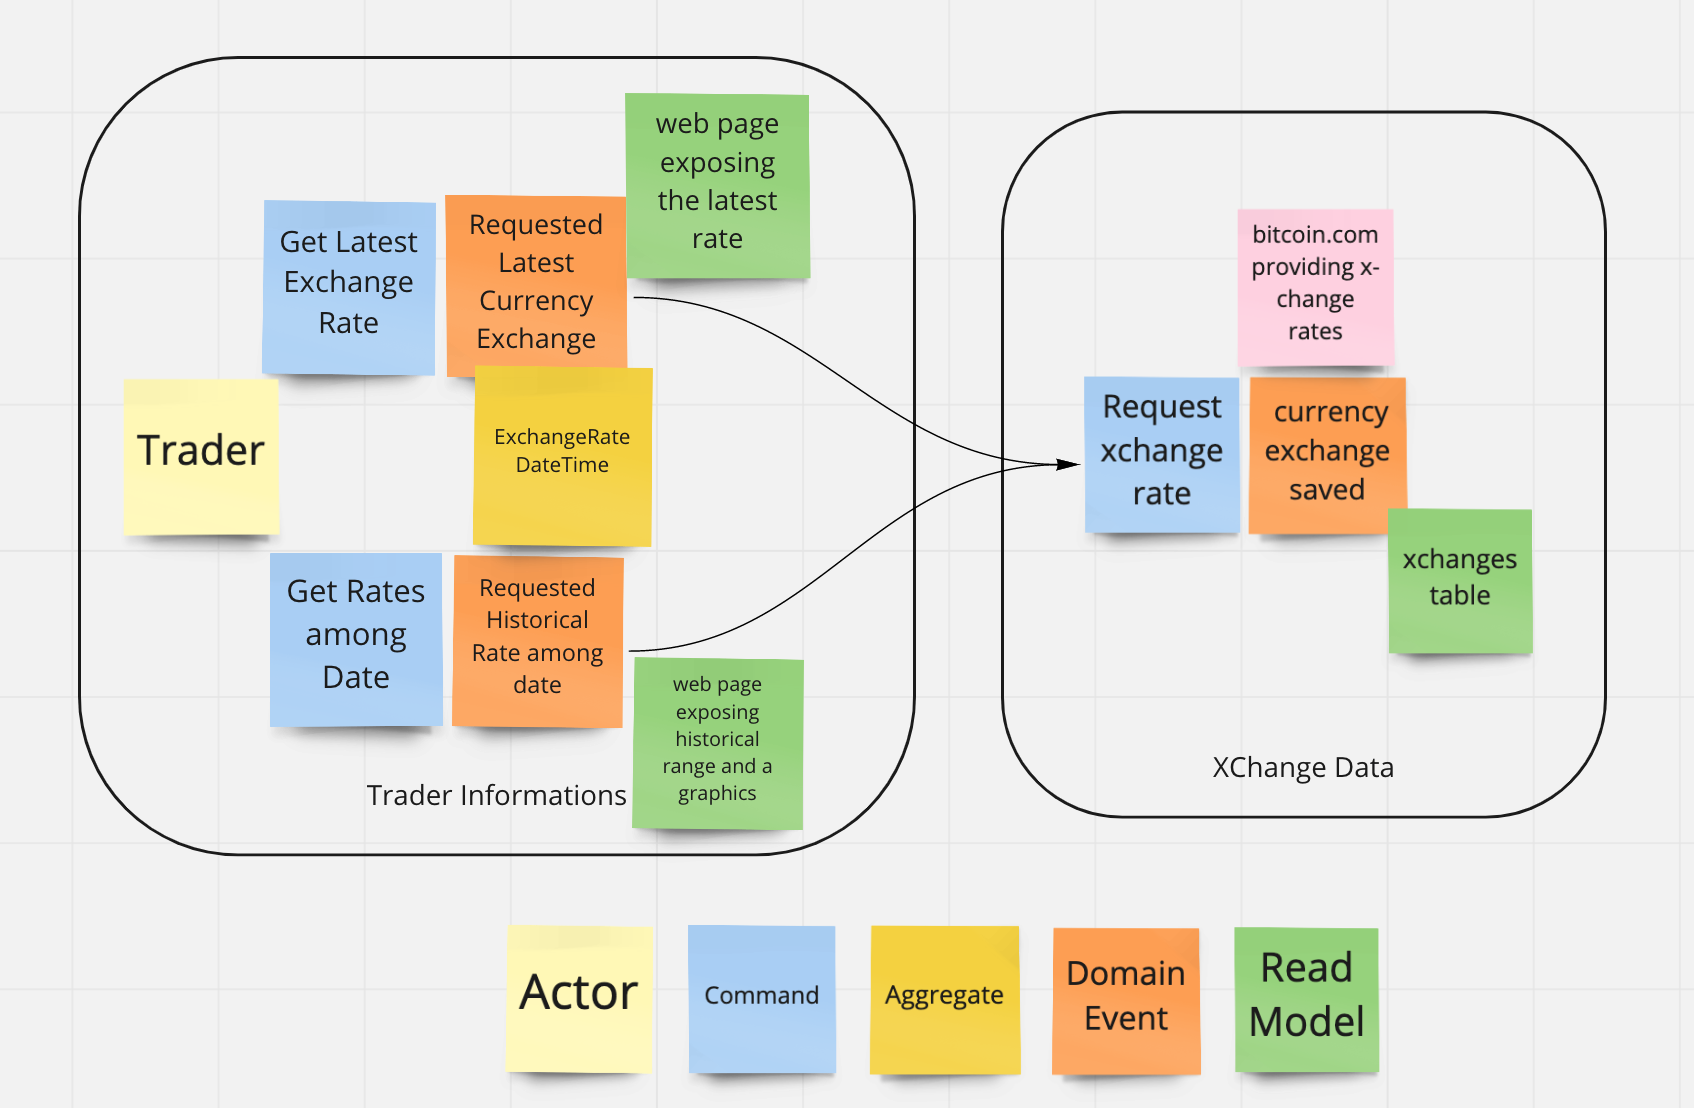 web page
exposing
the latest
rate
Get Latest
Exchange
Rate
Requested
Latest
Currency
Exchange
Trader
ExchangeRate
DateTime
Get Rates
among
Date
Requested
Historical
Rate among
date
web page
exposing
historical
range and a
graphics
Trader Informations
bitcoin.com
providing x-
change
rates
Request
xchange
rate
currency
exchange
saved
xchanges
table
XChange Data
Actor
Command
Aggregate
Domain
Event
Read
Model